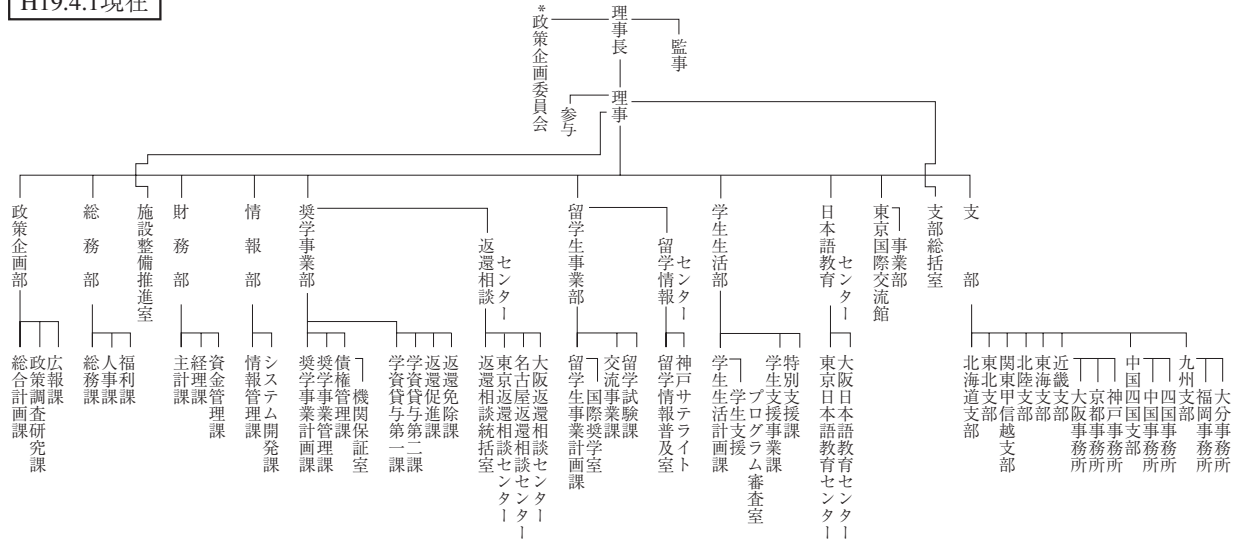 H19.4.1現在
*政策企画委員会
理事長
監事
理事
参与
政策企画部
総務部
施設整備推進室
財務部
情報部
奨学事業部
返還相談
センター
留学生事業部
留学情報
センター
学生生活部
日本語教育
センター
東京国際交流館
事業部
支部総括室
支部
総合計画課
政策調査研究課
広報課
総務課
人事課
福利課
主計課
経理課
資金管理課
情報管理課
システム開発課
奨学事業計画課
奨学事業管理課
債権管理課
機関保証室
学資貸与第一課
学資貸与第二課
返還促進課
返還免除課
返還相談統括室
東京返還相談センター
名古屋返還相談センター
大阪返還相談センター
留学生事業計画課
国際奨学室
交流事業課
留学試験課
留学情報普及室
神戸サテライト
学生生活計画課
学生支援
プログラム審査室
学生支援事業課
特別支援課
東京日本語教育センター
大阪日本語教育センター
北海道支部
東北支部
関東甲信越支部
北陸支部
東海支部
近畿支部
大阪事務所
京都事務所
神戸事務所
中国四国支部
中国事務所
四国事務所
九州支部
福岡事務所
大分事務所